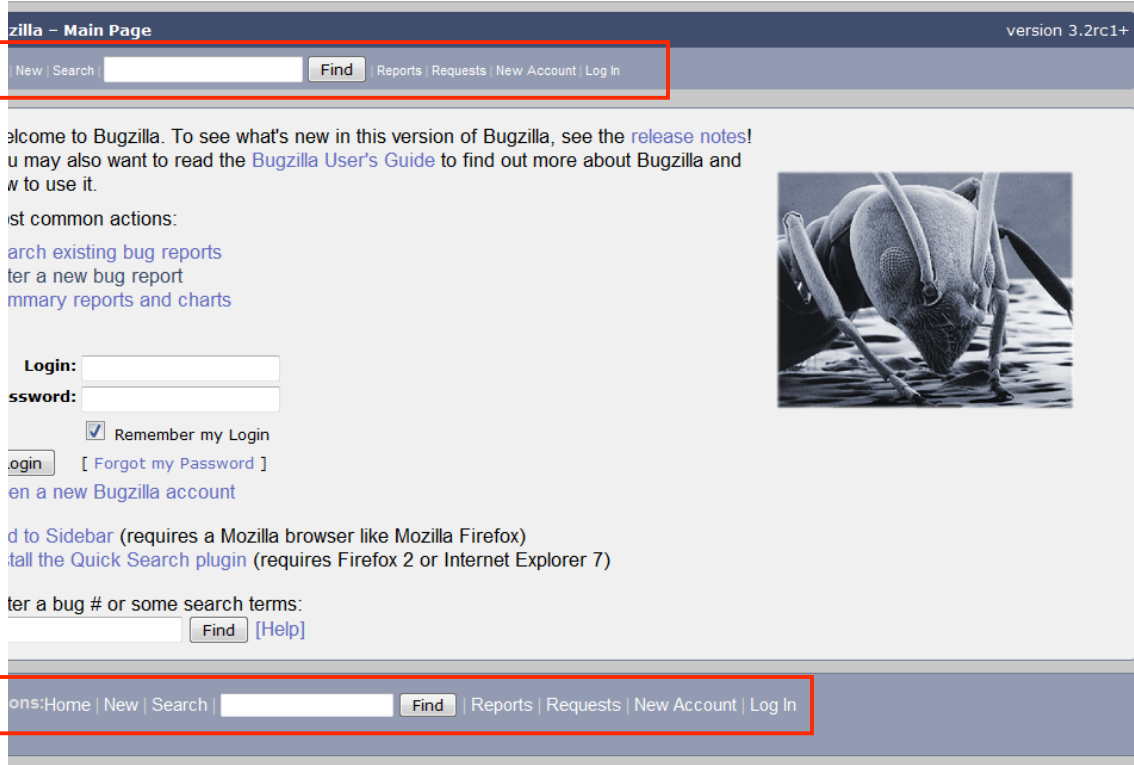 zilla – Main Page version 3.2rc1+
| New | Search | Find | Reports | Requests | New Account | Log In
elcome to Bugzilla. To see what's new in this version of Bugzilla, see the release notes!
u may also want to read the Bugzilla User's Guide to find out more about Bugzilla and
w to use it.
st common actions:
arch existing bug reports
ter a new bug report
mmary reports and charts
Login:
ssword:
Remember my Login
ogin [ Forgot my Password ]
en a new Bugzilla account
d to Sidebar (requires a Mozilla browser like Mozilla Firefox)
stall the Quick Search plugin (requires Firefox 2 or Internet Explorer 7)
ter a bug # or some search terms:
Find [Help]
ons:Home | New | Search | Find | Reports | Requests | New Account | Log In